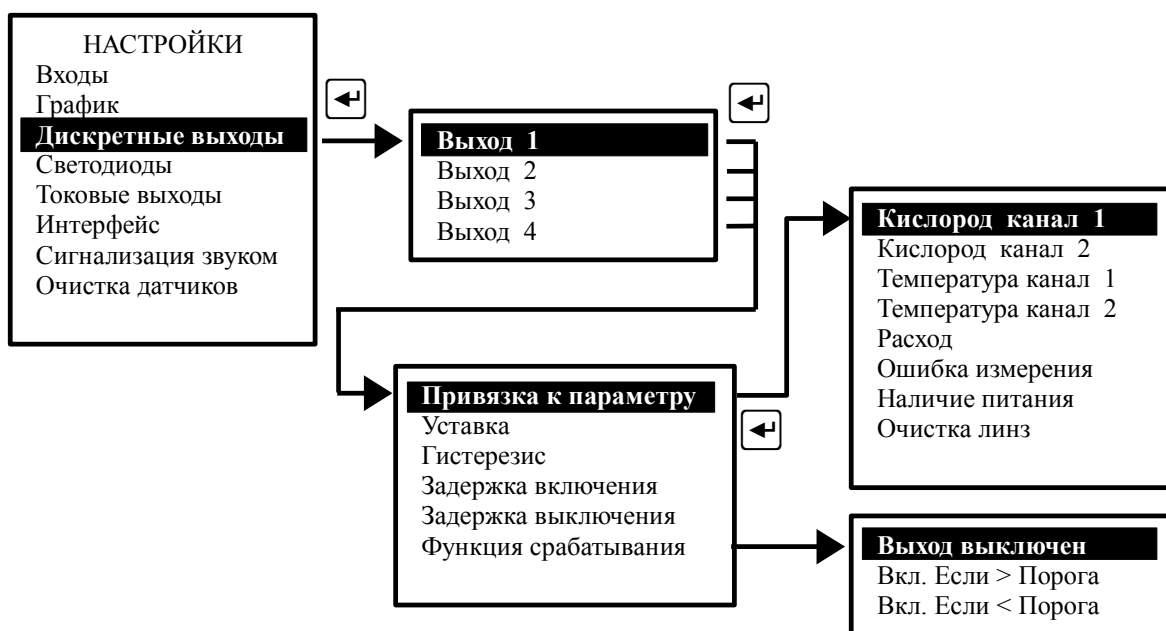 НАСТРОЙКИ
Входы
График
Дискретные выходы
Светодиоды
Токовые выходы
Интерфейс
Сигнализация звуком
Очистка датчиков
Выход 1
Выход 2
Выход 3
Выход 4
Привязка к параметру
Уставка
Гистерезис
Задержка включения
Задержка выключения
Функция срабатывания
Кислород канал 1
Кислород канал 2
Температура канал 1
Температура канал 2
Расход
Ошибка измерения
Наличие питания
Очистка линз
Выход выключен
Вкл. Если > Порога
Вкл. Если < Порога